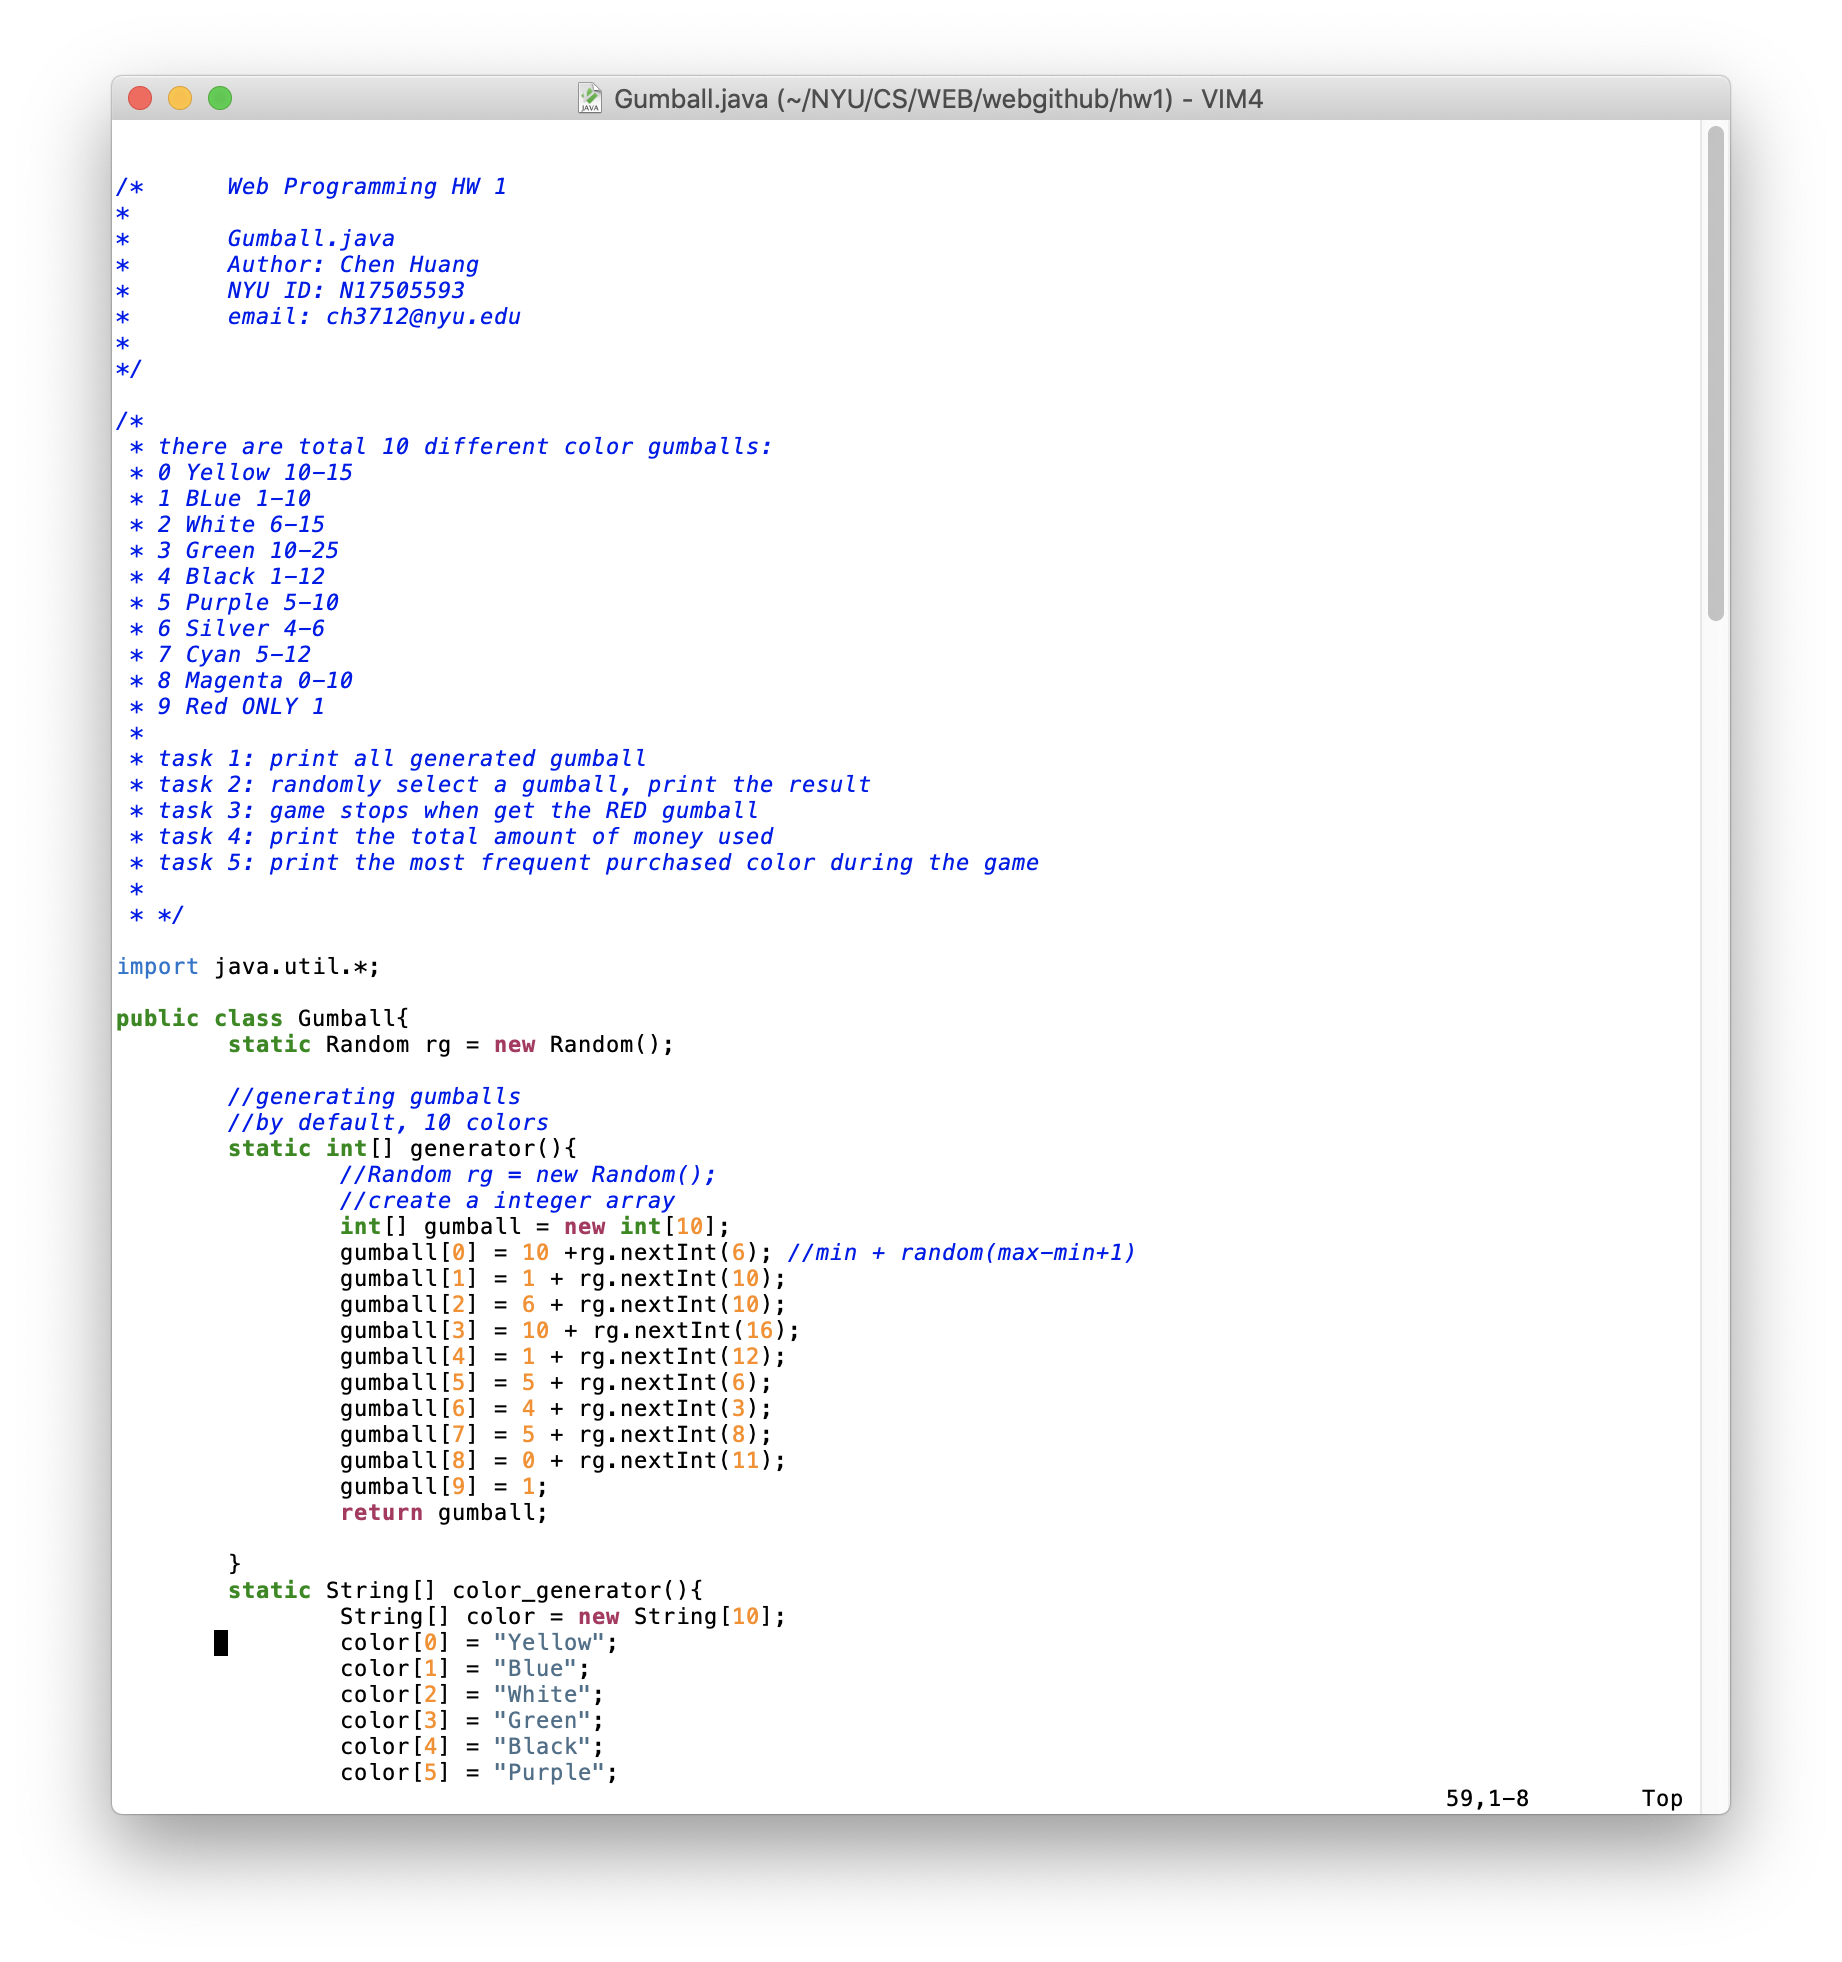 Gumball.java (~/NYU/CS/WEB/webgithub/hw1) - VIM4
/*      Web Programming HW 1
*
*       Gumball.java
*       Author: Chen Huang
*       NYU ID: N17505593
*       email: ch3712@nyu.edu
*
*/
/*
 * there are total 10 different color gumballs:
 * 0 Yellow 10-15
 * 1 BLue 1-10
 * 2 White 6-15
 * 3 Green 10-25
 * 4 Black 1-12
 * 5 Purple 5-10
 * 6 Silver 4-6
 * 7 Cyan 5-12
 * 8 Magenta 0-10
 * 9 Red ONLY 1
 *
 * task 1: print all generated gumball
 * task 2: randomly select a gumball, print the result
 * task 3: game stops when get the RED gumball
 * task 4: print the total amount of money used
 * task 5: print the most frequent purchased color during the game
 *
 * */
import java.util.*;
public class Gumball{
        static Random rg = new Random();
        //generating gumballs
        //by default, 10 colors
        static int[] generator(){
                //Random rg = new Random();
                //create a integer array
                int[] gumball = new int[10];
                gumball[0] = 10 +rg.nextInt(6); //min + random(max-min+1)
                gumball[1] = 1 + rg.nextInt(10);
                gumball[2] = 6 + rg.nextInt(10);
                gumball[3] = 10 + rg.nextInt(16);
                gumball[4] = 1 + rg.nextInt(12);
                gumball[5] = 5 + rg.nextInt(6);
                gumball[6] = 4 + rg.nextInt(3);
                gumball[7] = 5 + rg.nextInt(8);
                gumball[8] = 0 + rg.nextInt(11);
                gumball[9] = 1;
                return gumball;
        }
        static String[] color_generator(){
                String[] color = new String[10];
                color[0] = "Yellow";
                color[1] = "Blue";
                color[2] = "White";
                color[3] = "Green";
                color[4] = "Black";
                color[5] = "Purple";
59,1-8        Top